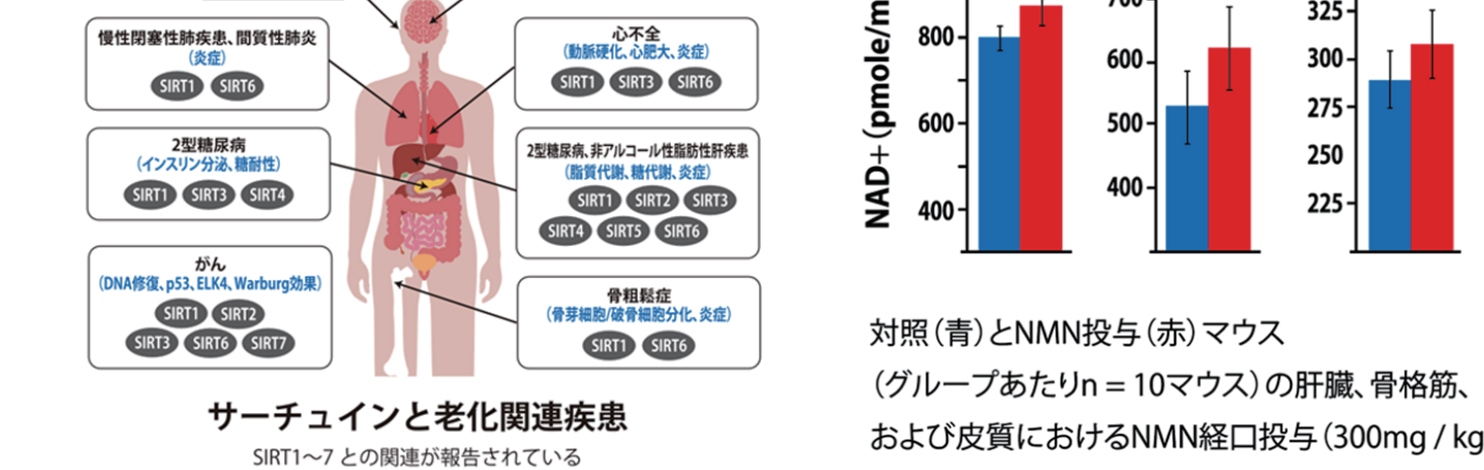 慢性閉塞性肺疾患、間質性肺炎
(炎症)
SIRT1 SIRT6
2型糖尿病
(インスリン分泌、糖耐性)
SIRT1 SIRT3 SIRT4
がん
(DNA修復、p53、ELK4、Warburg効果)
SIRT1 SIRT2
SIRT3 SIRT6 SIRT7
心不全
(動脈硬化、心肥大、炎症)
SIRT1 SIRT3 SIRT6
2型糖尿病、非アルコール性脂肪性肝疾患
(脂質代謝、糖代謝、炎症)
SIRT1 SIRT2 SIRT3
SIRT4 SIRT5 SIRT6
骨粗鬆症
(骨芽細胞/破骨細胞分化、炎症)
SIRT1 SIRT6
サーチュインと老化関連疾患
SIRT1〜7 との関連が報告されている
NAD+(pmole/m
800
600
400
700
600
500
400
325
300
275
250
225
対照(青)とNMN投与(赤)マウス
(グループあたりn = 10マウス)の肝臓、骨格筋、
および皮質におけるNMN経口投与(300mg / kg